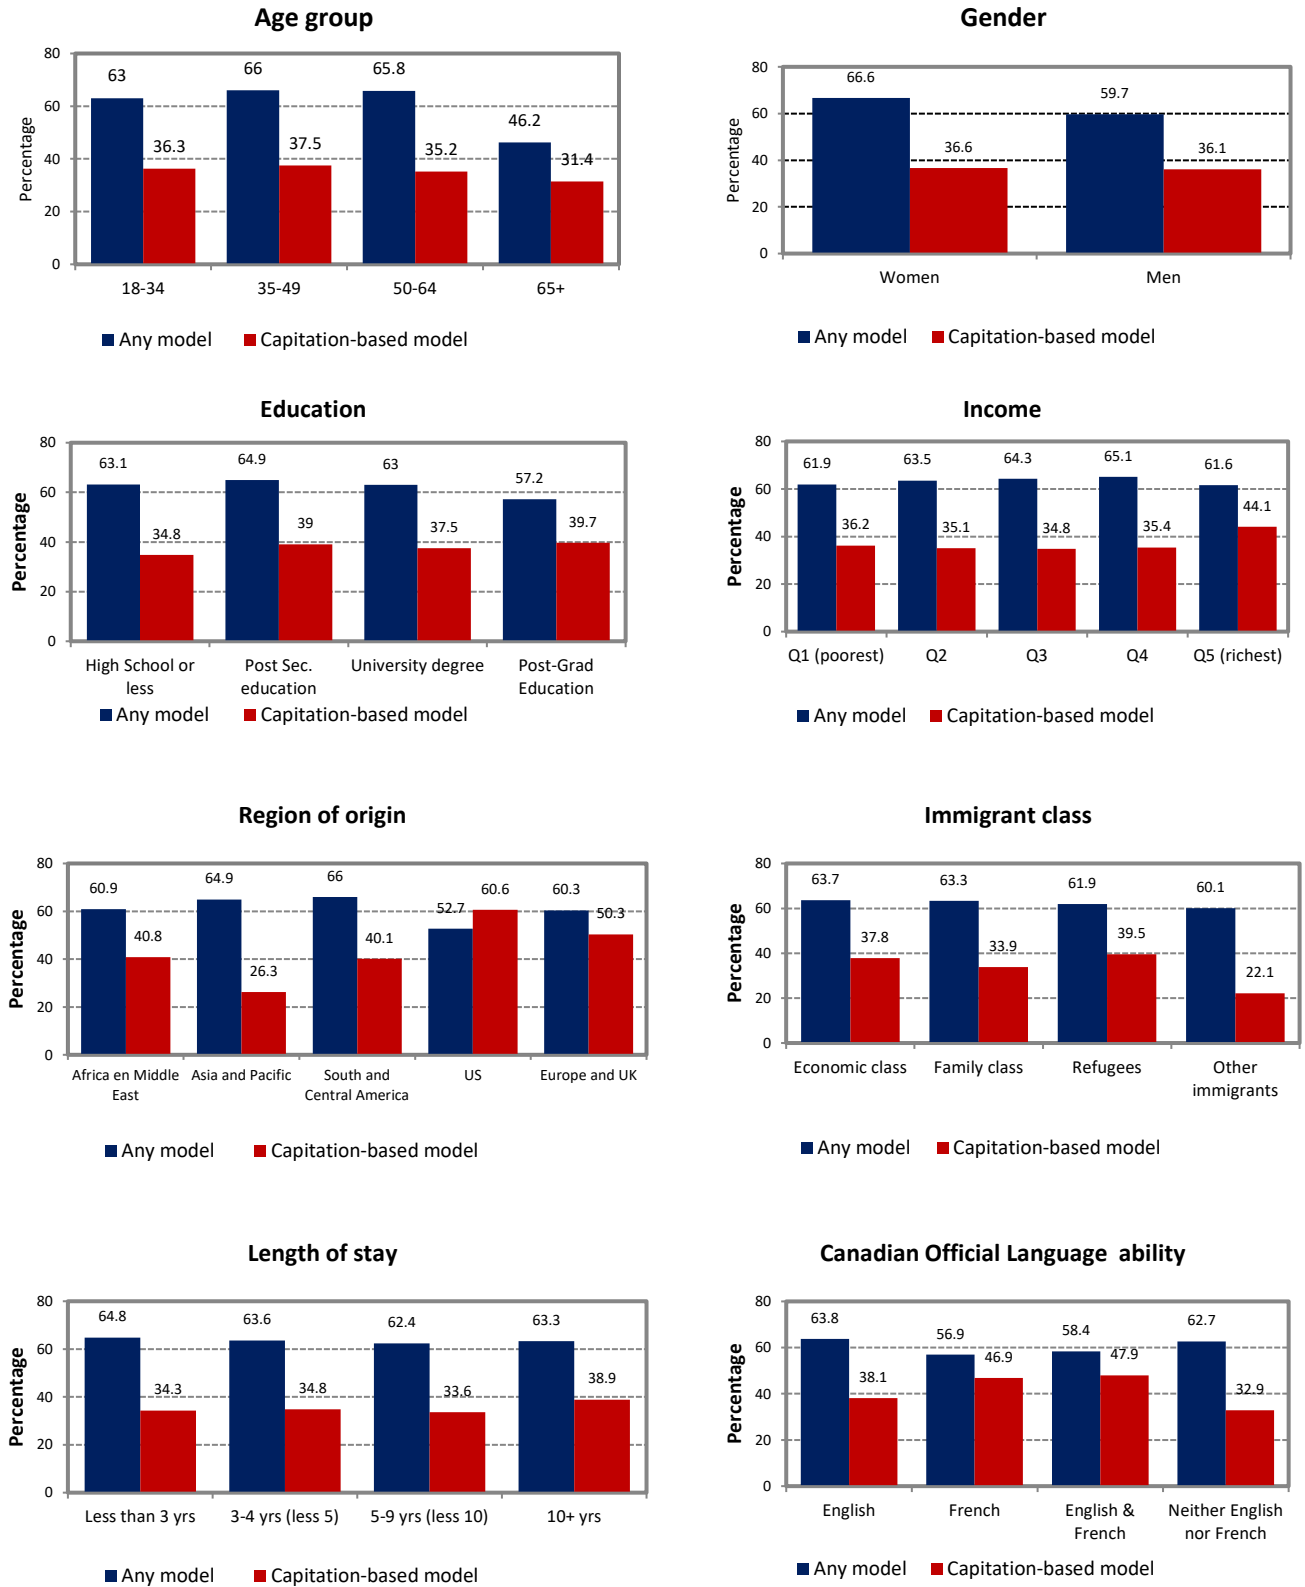 Age group
80
60
40
20
0
Percentage
63
36.3
66
37.5
65.8
35.2
46.2
31.4
18-34
35-49
50-64
65+
Any model
Capitation-based model
Gender
80
60
40
20
0
Percentage
66.6
36.6
59.7
36.1
Women
Men
Any model
Capitation-based model
Education
80
60
40
20
0
Percentage
63.1
34.8
64.9
39
63
37.5
57.2
39.7
High School or
less
Post Sec.
education
University degree
Post-Grad
Education
Any model
Capitation-based model
Income
80
60
40
20
0
Percentage
61.9
36.2
63.5
35.1
64.3
34.8
65.1
35.4
61.6
44.1
Q1 (poorest)
Q2
Q3
Q4
Q5 (richest)
Any model
Capitation-based model
Region of origin
80
60
40
20
0
Percentage
60.9
40.8
64.9
26.3
66
40.1
52.7
60.6
60.3
50.3
Africa en Middle
East
Asia and Pacific
South and
Central America
US
Europe and UK
Any model
Capitation-based model
Immigrant class
80
60
40
20
0
Percentage
63.7
37.8
63.3
33.9
61.9
39.5
60.1
22.1
Economic class
Family class
Refugees
Other
immigrants
Any model
Capitation-based model
Length of stay
80
60
40
20
0
Percentage
64.8
34.3
63.6
34.8
62.4
33.6
63.3
38.9
Less than 3 yrs
3-4 yrs (less 5)
5-9 yrs (less 10)
10+ yrs
Any model
Capitation-based model
Canadian Official Language ability
80
60
40
20
0
Percentage
63.8
38.1
56.9
46.9
58.4
47.9
62.7
32.9
English
French
English &
French
Neither English
nor French
Any model
Capitation-based model